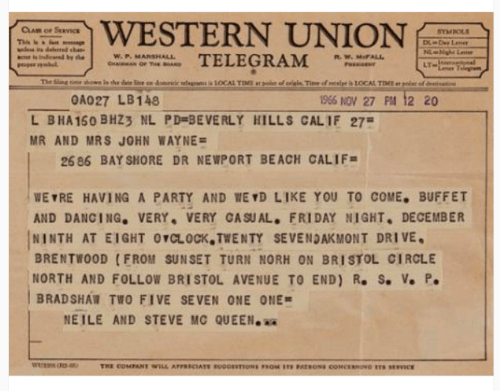 CLASS OF SERVICE
This is a fast message
unless its deferred char-
acter is indicated by the
proper symbol.
WESTERN UNION
TELEGRAM
W. P. MARSHALL
CHAIRMAN OF THE BOARD
R. W. McFALL
PRESIDENT
SYMBOLS
DL=Day Letter
NL=Night Letter
LT=International
Letter Telegram
The filing time shown in the date line on domestic telegrams is LOCAL TIME at point of origin. Time of receipt is LOCAL TIME at point of destination
OA027 LB148
1966 NOV 27 PM 12 20
L BHA150 BHZ3 NL PD=BEVERLY HILLS CALIF 27=
MR AND MRS JOHN WAYNE=
2686 BAYSHORE DR NEWPORT BEACH CALIF=
WE'RE HAVING A PARTY AND WE'D LIKE YOU TO COME. BUFFET
AND DANCING. VERY, VERY CASUAL. FRIDAY NIGHT, DECEMBER
NINTH AT EIGHT O'CLOCK.TWENTY SEVENOAKMONT DRIVE,
BRENTWOOD (FROM SUNSET TURN NORH ON BRISTOL CIRCLE
NORTH AND FOLLOW BRISTOL AVENUE TO END) R. S. V. P.
BRADSHAW TWO FIVE SEVEN ONE ONE=
NEILE AND STEVE MC QUEEN.
THE COMPANY WILL APPRECIATE SUGGESTIONS FROM ITS PATRONS CONCERNING ITS SERVICE